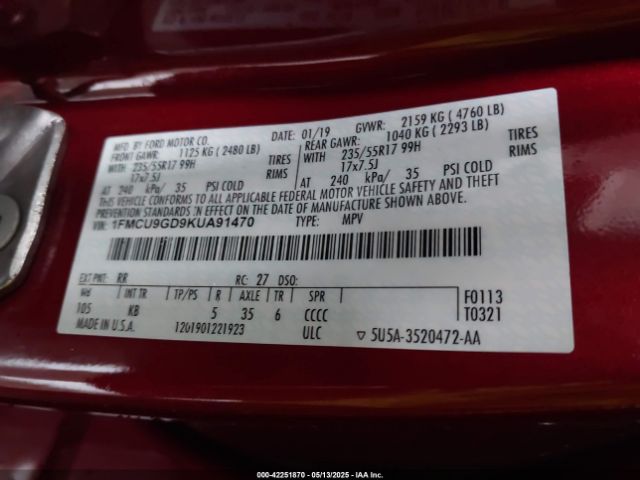 MFD. BY FORD MOTOR CO. 01/19 GVWR: 2159 KG ( 4760 LB)
FRONT GAWR: 1125 KG ( 2480 LB) REAR GAWR: 1040 KG ( 2293 LB)
WITH 235/55R17 99H TIRES WITH 235/55R17 99H TIRES
17x7.5J RIMS 17x7.5J RIMS
AT 240 kPa/ 35 PSI COLD AT 240 kPa/ 35 PSI COLD
THIS VEHICLE CONFORMS TO ALL APPLICABLE FEDERAL MOTOR VEHICLE SAFETY AND THEFT
PREVENTION STANDARDS IN EFFECT ON THE DATE OF MANUFACTURE SHOWN ABOVE.
VIN: 1FMCU9GD9KUA91470 TYPE: MPV
EXT PNT: RR RC: 27 DSO:
WB INT TR TP/PS R AXLE TR SPR F0113
105 KB 5 35 6 CCCC T0321
MADE IN U.S.A. 1201901221923 ULC ▽ 5U5A-3520472-AA
000-42251870 - 05/13/2025 - IAA, Inc.